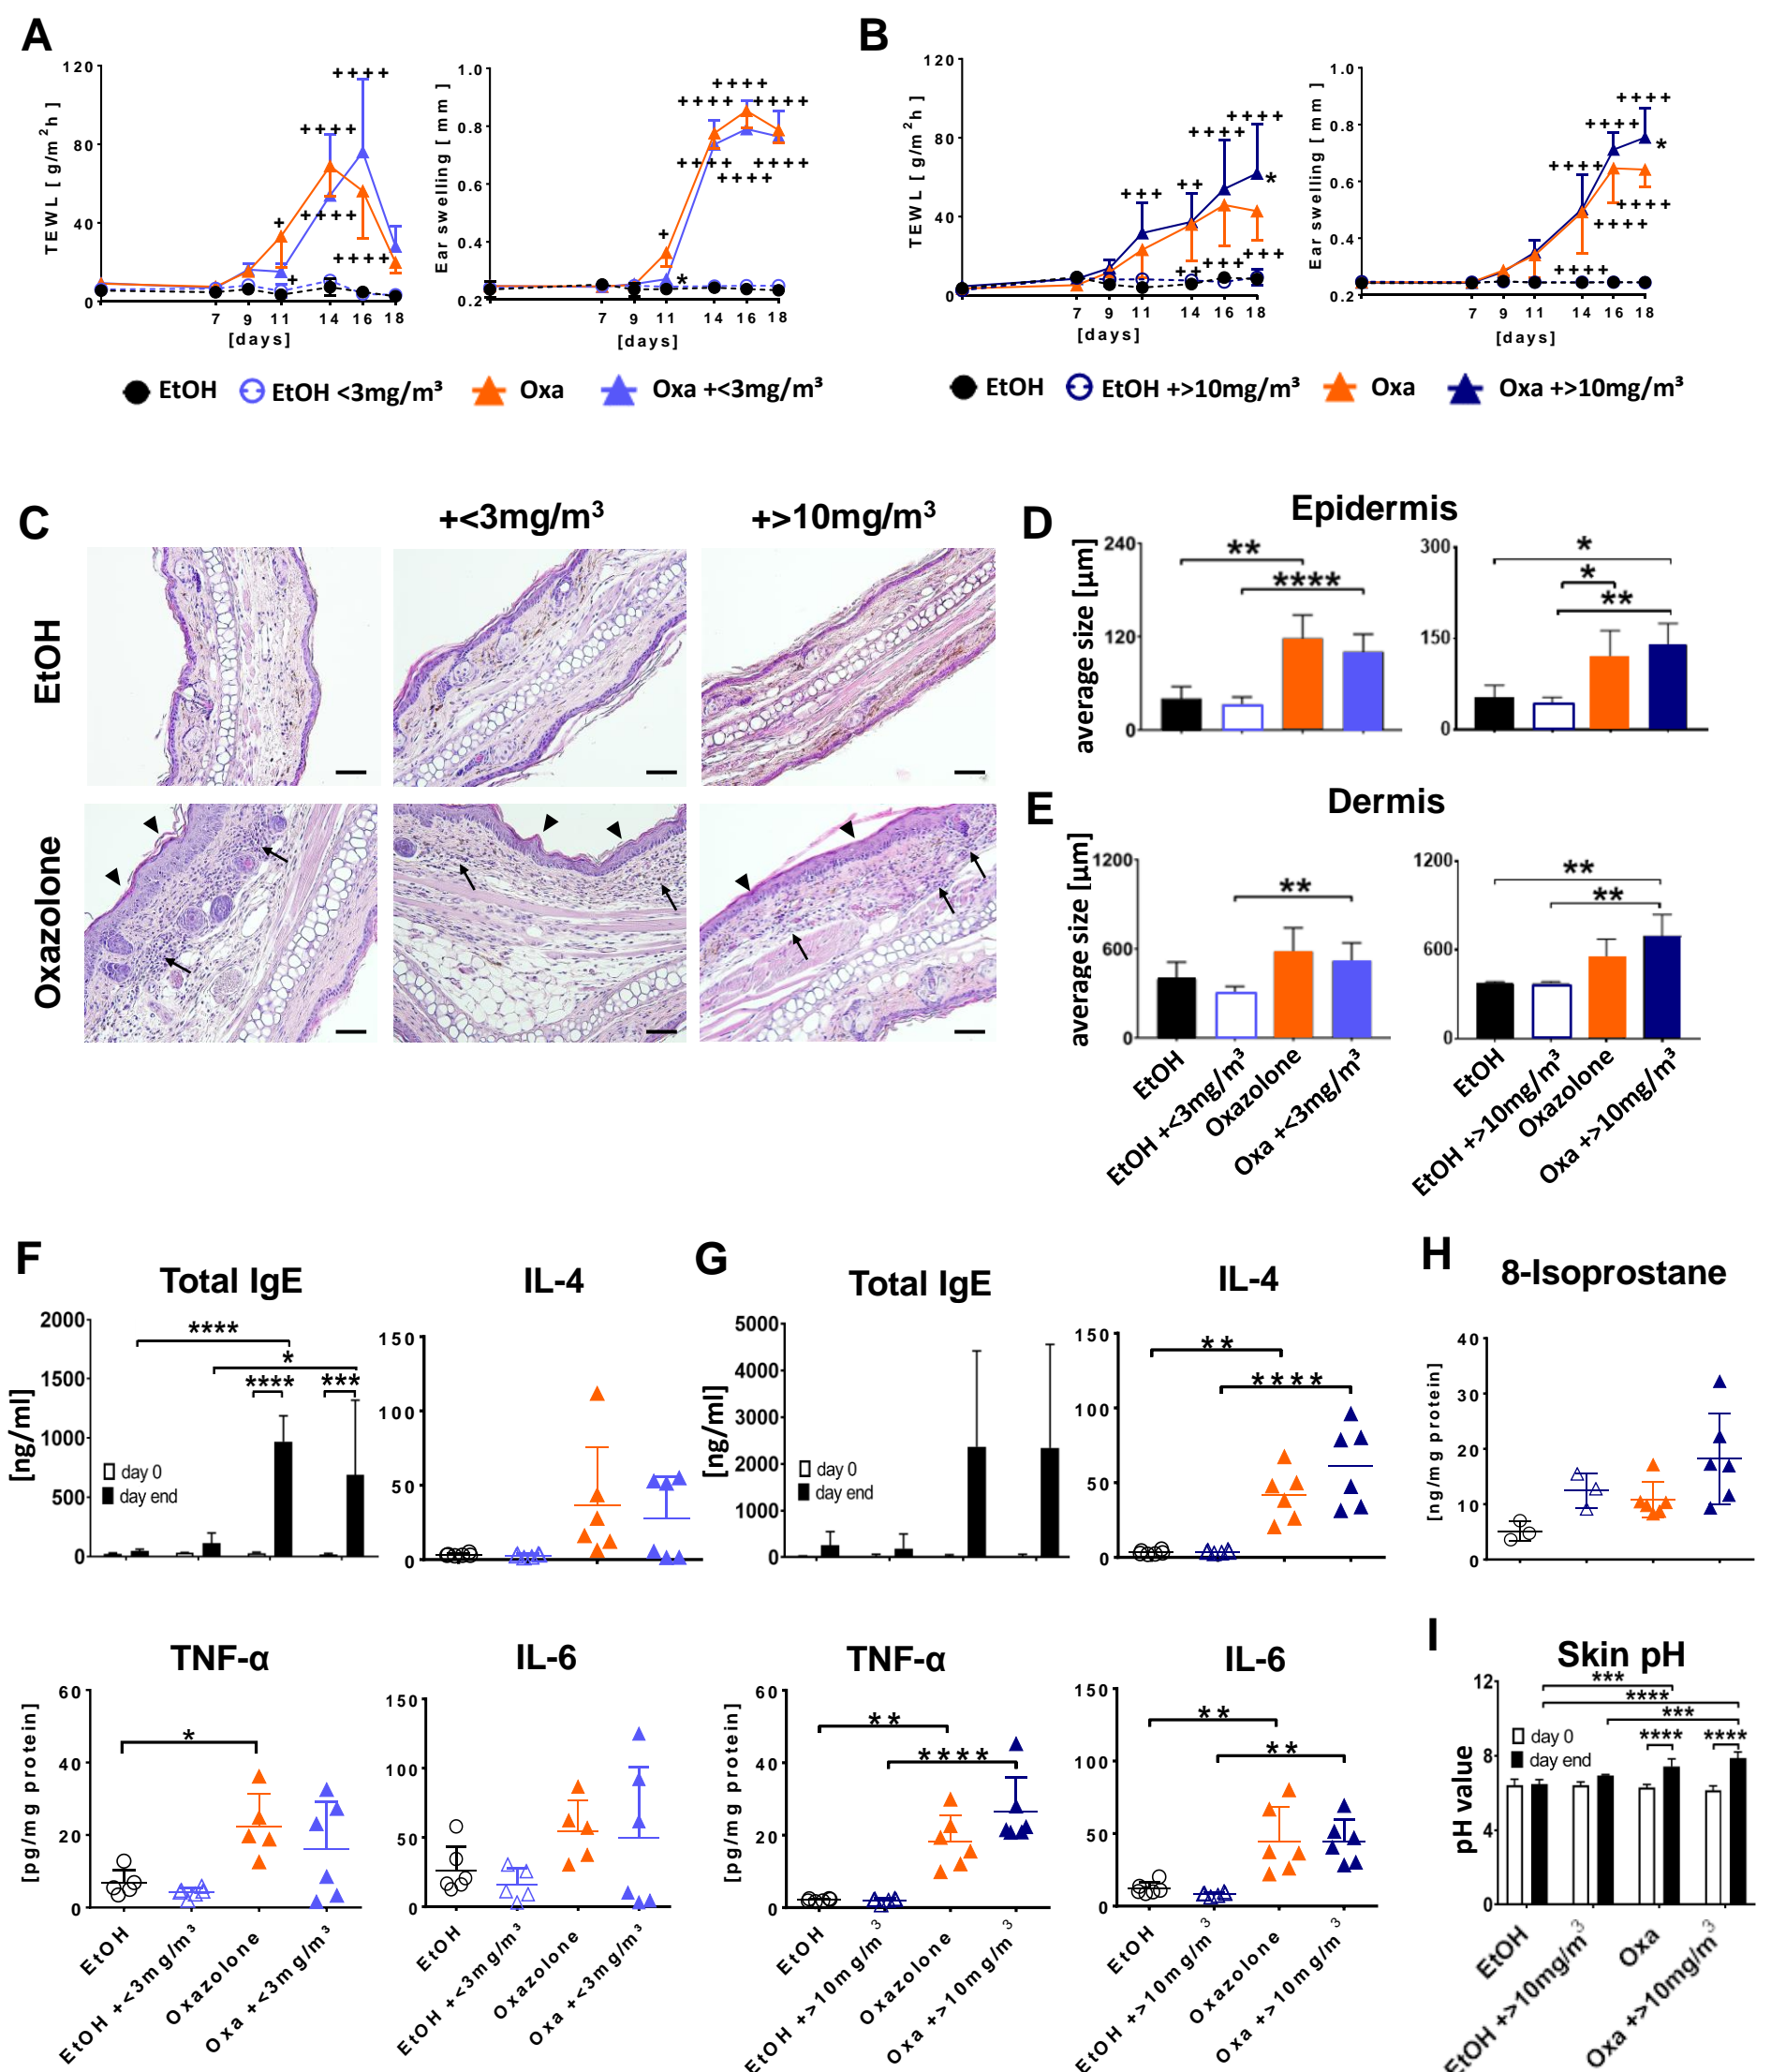 A
B
TEWL [ g/m²h ]
120
80
40
0
++++
++++
+
++++
++++
+
7 9 11 14 16 18
[days]
Ear swelling [ mm ]
1.0
0.8
0.6
0.4
0.2
++++
++++ ++++
++++ ++++
++++
+
*
7 9 11 14 16 18
[days]
TEWL [ g/m²h ]
120
80
40
0
++++
++++
++
+++
*
+++
+++
++
7 9 11 14 16 18
[days]
Ear swelling [ mm ]
1.0
0.8
0.6
0.4
0.2
++++
++++
*
++++
++++
++++
++++
7 9 11 14 16 18
[days]
EtOH EtOH <3mg/m³ Oxa Oxa +<3mg/m³
EtOH EtOH +>10mg/m³ Oxa Oxa +>10mg/m³
C
+<3mg/m³
+>10mg/m³
EtOH
Oxazolone
D
Epidermis
average size [µm]
240
120
0
**
****
300
150
0
*
*
**
E
Dermis
average size [µm]
1200
600
0
**
1200
600
0
**
**
EtOH
EtOH +<3mg/m³
Oxazolone
Oxa +<3mg/m³
EtOH
EtOH +>10mg/m³
Oxazolone
Oxa +>10mg/m³
F
Total IgE
[ng/ml]
2000
1500
1000
500
0
****
*
**** ***
day 0
day end
IL-4
150
100
50
0
G
Total IgE
[ng/ml]
5000
4000
3000
2000
1000
0
day 0
day end
IL-4
150
100
50
0
**
****
H
8-Isoprostane
[ng/mg protein]
40
30
20
10
0
TNF-α
[pg/mg protein]
60
40
20
0
*
EtOH
EtOH +<3mg/m³
Oxazolone
Oxa +<3mg/m³
IL-6
150
100
50
0
EtOH
EtOH +<3mg/m³
Oxazolone
Oxa +<3mg/m³
TNF-α
[pg/mg protein]
60
40
20
0
**
****
EtOH
EtOH +>10mg/m³
Oxazolone
Oxa +>10mg/m³
IL-6
150
100
50
0
**
**
EtOH
EtOH +>10mg/m³
Oxazolone
Oxa +>10mg/m³
I
Skin pH
pH value
12
8
4
0
***
****
***
**** ****
day 0
day end
EtOH
EtOH +>10mg/m³
Oxa
Oxa +>10mg/m³